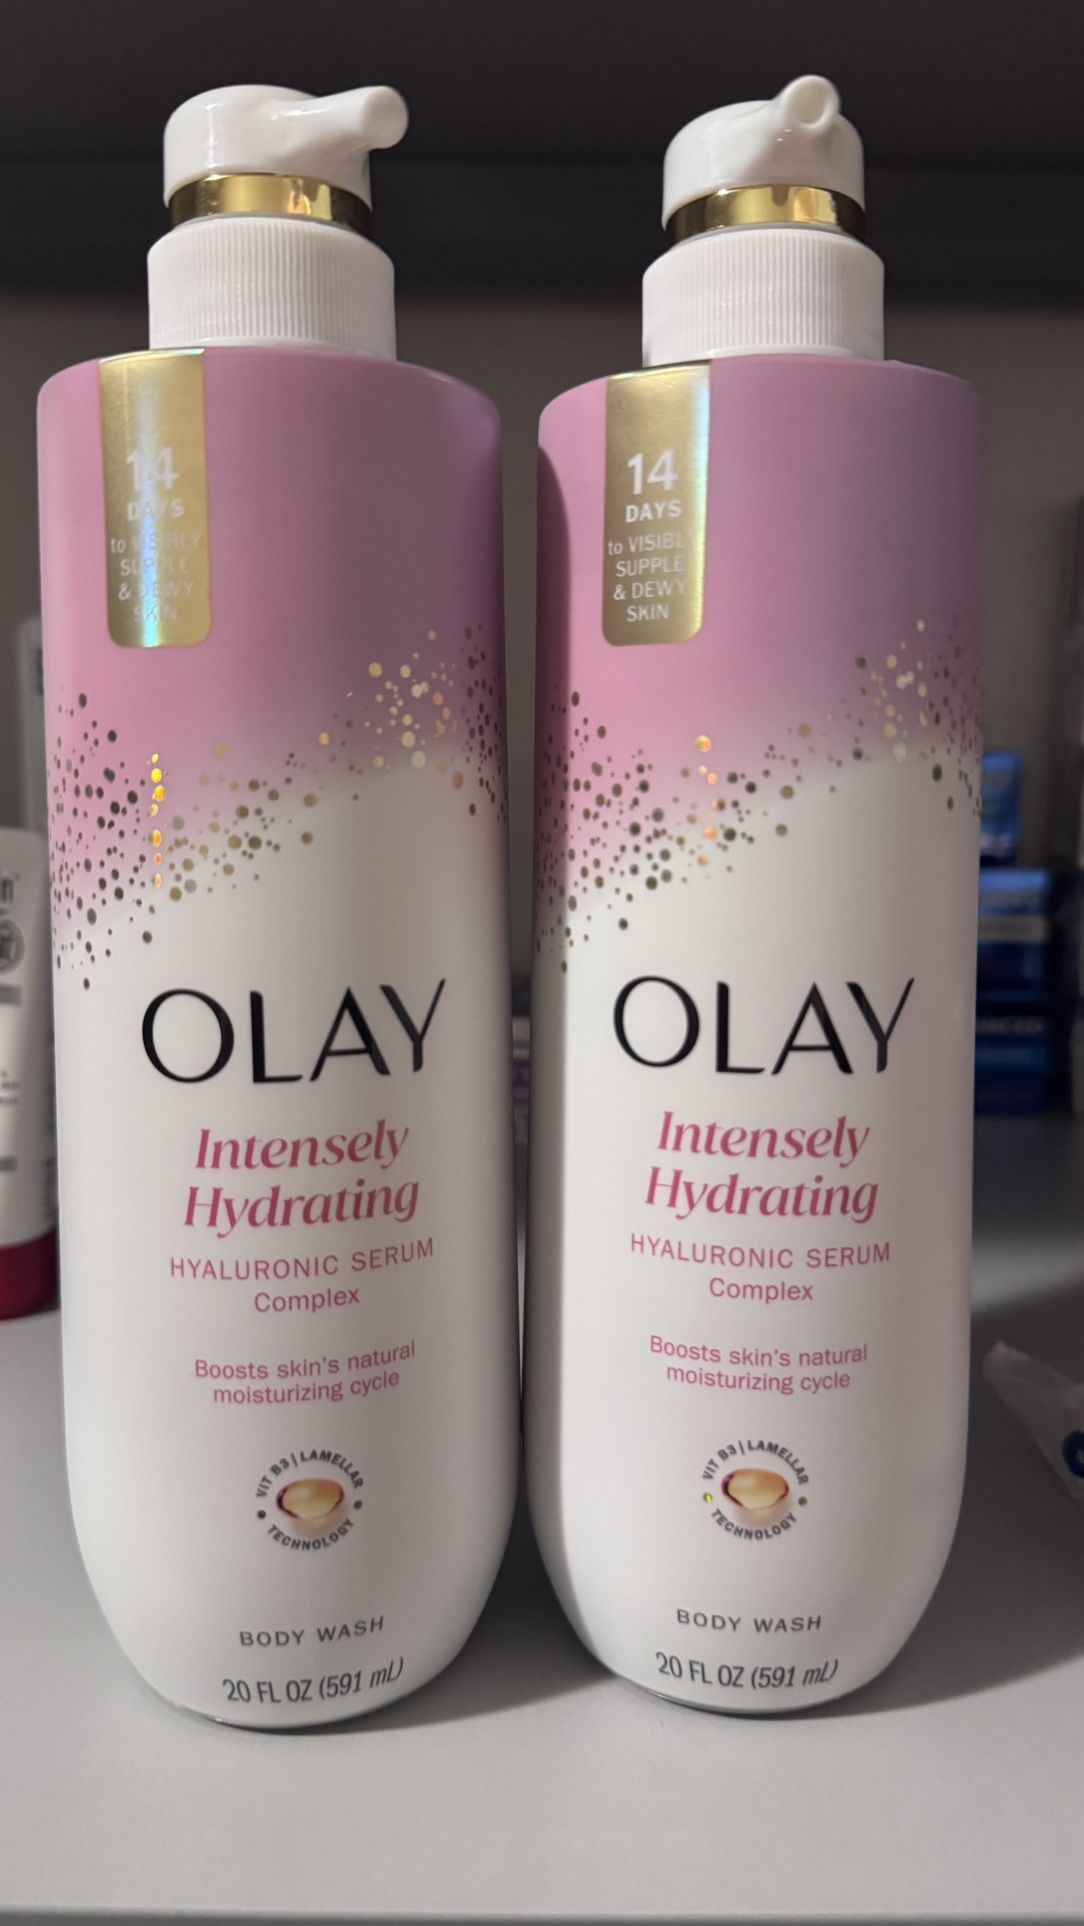 14
DAYS
to VISIBLY
SUPPLE
& DEWY
SKIN
OLAY
Intensely
Hydrating
HYALURONIC SERUM
Complex
Boosts skin's natural
moisturizing cycle
VIT B3 | LAMELLAR
TECHNOLOGY
BODY WASH
20 FL OZ (591 mL)
14
DAYS
to VISIBL
SUPPLE
& DEWY
SKIN
OLAY
Intensely
Hydrating
HYALURONIC SERUM
Complex
Boosts skin's natural
moisturizing cycle
VIT B3 | LAMELLAR
TECHNOLOGY
BODY WASH
20 FL OZ (591 mL)